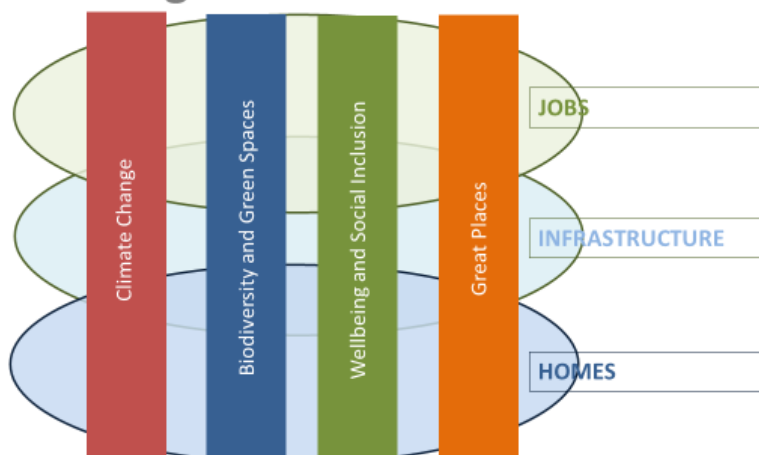 Climate Change
Biodiversity and Green Spaces
Wellbeing and Social Inclusion
Great Places
JOBS
INFRASTRUCTURE
HOMES